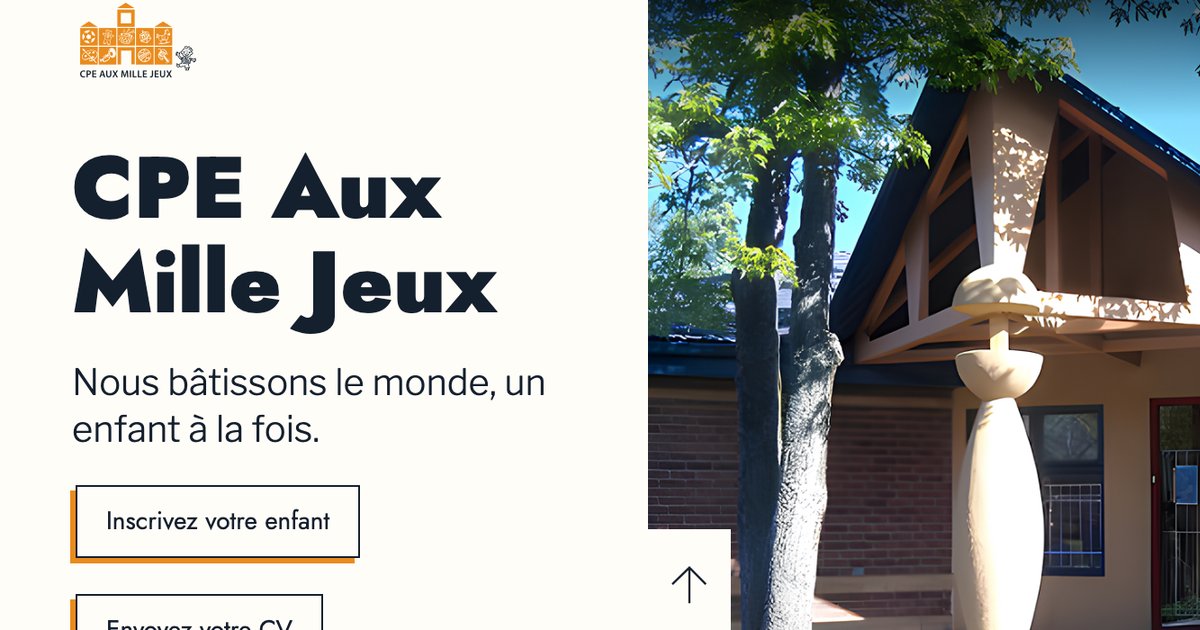 CPE AUX MILLE JEUX
CPE Aux
Mille Jeux
Nous bâtissons le monde, un
enfant à la fois.
Inscrivez votre enfant
Envoyez votre CV